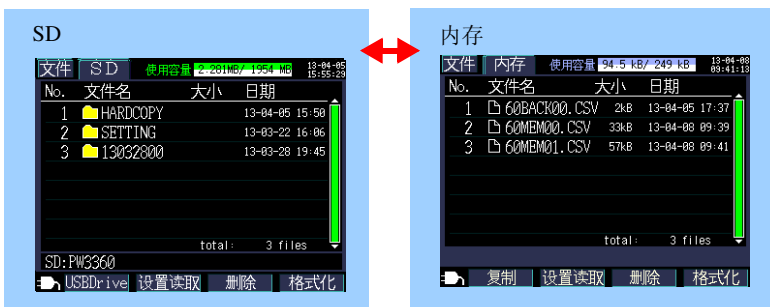 SD
文件 SD 使用容量 2.281MB/ 1954 MB 13-04-05 15:55:29
No. 文件名 大小 日期
1 HARDCOPY 13-04-05 15:50
2 SETTING 13-03-22 16:06
3 13032800 13-03-28 19:45
total: 3 files
SD:PW3360
USBDrive 设置读取 删除 格式化
内存
文件 内存 使用容量 94.5 kB/ 249 kB 13-04-08 09:41:13
No. 文件名 大小 日期
1 60BACK00.CSV 2kB 13-04-05 17:37
2 60MEM00.CSV 33kB 13-04-08 09:39
3 60MEM01.CSV 57kB 13-04-08 09:41
total: 3 files
复制 设置读取 删除 格式化